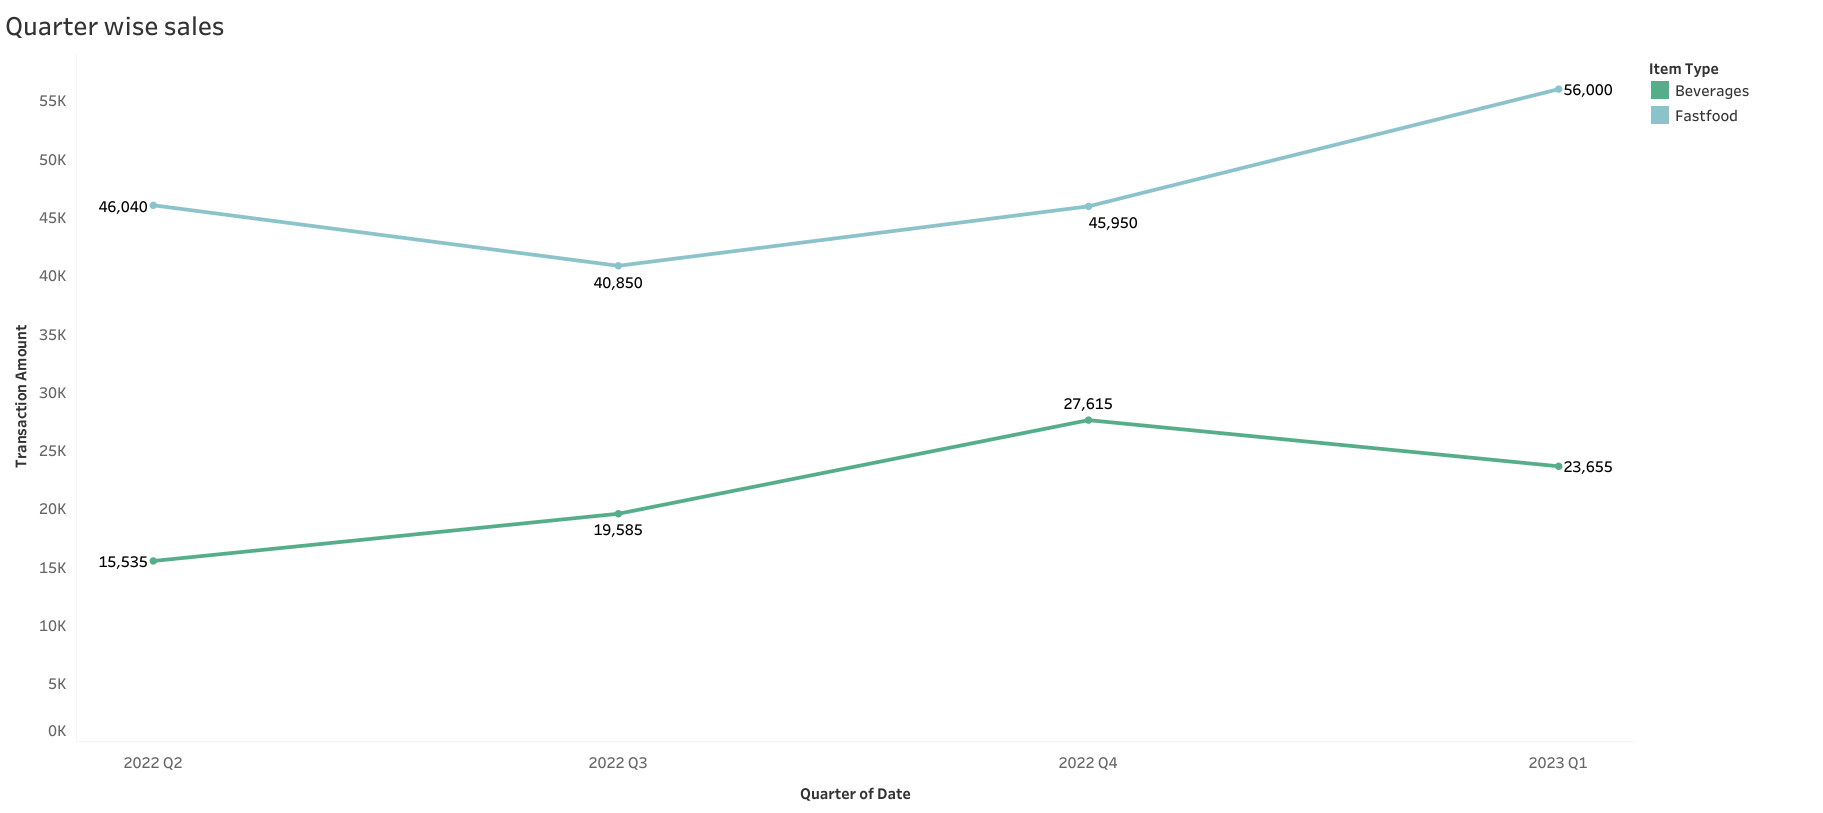 Quarter wise sales
Item Type
Beverages
Fastfood
55K
50K
45K
40K
35K
30K
25K
20K
15K
10K
5K
0K
Transaction Amount
46,040
40,850
45,950
56,000
15,535
19,585
27,615
23,655
2022 Q2
2022 Q3
2022 Q4
2023 Q1
Quarter of Date